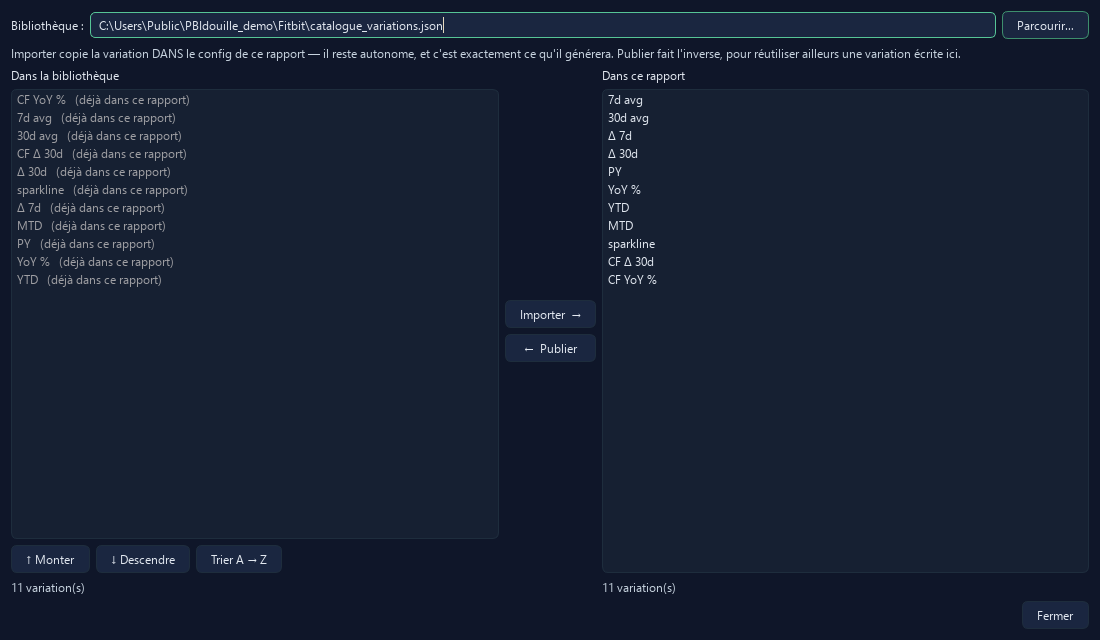 Bibliothèque : C:\Users\Public\PBIdouille_demo\Fitbit\catalogue_variations.json Parcourir...
Importer copie la variation DANS le config de ce rapport — il reste autonome, et c'est exactement ce qu'il générera. Publier fait l'inverse, pour réutiliser ailleurs une variation écrite ici.
Dans la bibliothèque
CF YoY % (déjà dans ce rapport)
7d avg (déjà dans ce rapport)
30d avg (déjà dans ce rapport)
CF Δ 30d (déjà dans ce rapport)
Δ 30d (déjà dans ce rapport)
sparkline (déjà dans ce rapport)
Δ 7d (déjà dans ce rapport)
MTD (déjà dans ce rapport)
PY (déjà dans ce rapport)
YoY % (déjà dans ce rapport)
YTD (déjà dans ce rapport)
↑ Monter
↓ Descendre
Trier A → Z
11 variation(s)
Importer →
← Publier
Dans ce rapport
7d avg
30d avg
Δ 7d
Δ 30d
PY
YoY %
YTD
MTD
sparkline
CF Δ 30d
CF YoY %
11 variation(s)
Fermer